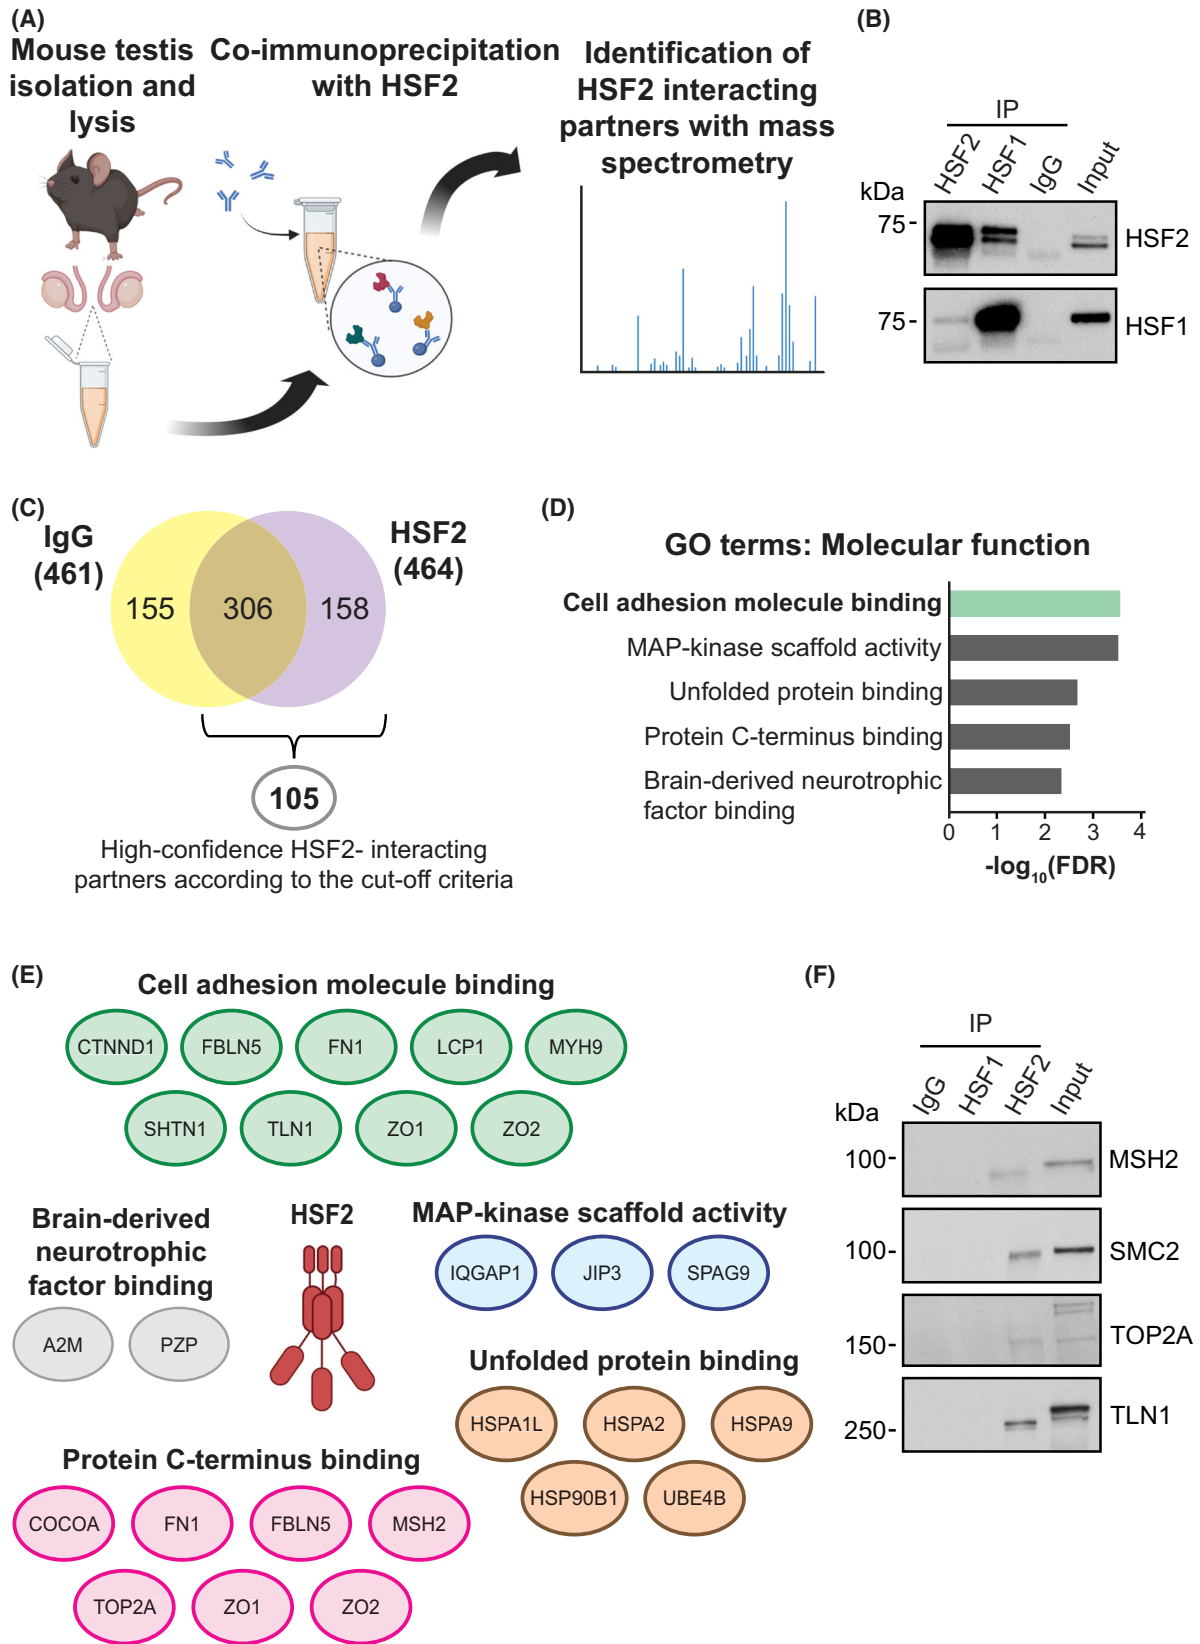 (A)
Mouse testis
isolation and
lysis
Co-immunoprecipitation
with HSF2
Identification of
HSF2 interacting
partners with mass
spectrometry
(B)
IP
HSF2
HSF1
IgG
Input
kDa
75-
HSF2
75-
HSF1
(C)
IgG
(461)
HSF2
(464)
155
306
158
105
High-confidence HSF2- interacting
partners according to the cut-off criteria
(D)
GO terms: Molecular function
Cell adhesion molecule binding
MAP-kinase scaffold activity
Unfolded protein binding
Protein C-terminus binding
Brain-derived neurotrophic
factor binding
0 1 2 3 4
-log10(FDR)
(E)
Cell adhesion molecule binding
CTNND1 FBLN5 FN1 LCP1 MYH9
SHTN1 TLN1 ZO1 ZO2
Brain-derived
neurotrophic
factor binding
A2M PZP
HSF2
MAP-kinase scaffold activity
IQGAP1 JIP3 SPAG9
Unfolded protein binding
HSPA1L HSPA2 HSPA9
HSP90B1 UBE4B
Protein C-terminus binding
COCOA FN1 FBLN5 MSH2
TOP2A ZO1 ZO2
(F)
IP
IgG
HSF1
HSF2
Input
kDa
100-
MSH2
100-
SMC2
150-
TOP2A
250-
TLN1